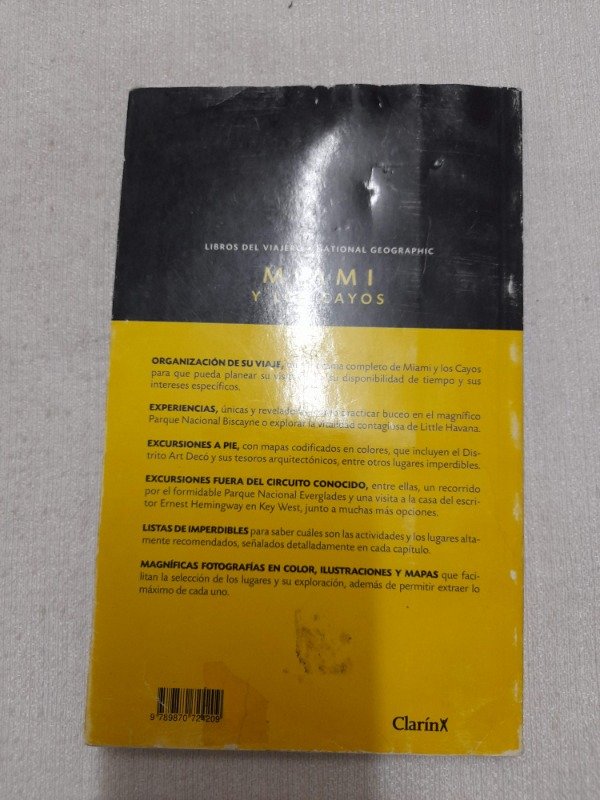 LIBROS DEL VIAJERO NATIONAL GEOGRAPHIC
MIAMI
Y LOS CAYOS
ORGANIZACIÓN DE SU VIAJE, completo de Miami y los Cayos
para que pueda planear su su disponibilidad de tiempo y sus
intereses específicos.
EXPERIENCIAS, únicas y practicar buceo en el magnífico
Parque Nacional Biscayne o explorar la vitalidad contagiosa de Little Havana.
EXCURSIONES A PIE, con mapas codificados en colores, que incluyen el Dis-
trito Art Decó y sus tesoros arquitectónicos, entre otros lugares imperdibles.
EXCURSIONES FUERA DEL CIRCUITO CONOCIDO, entre ellas, un recorrido
por el formidable Parque Nacional Everglades y una visita a la casa del escri-
tor Ernest Hemingway en Key West, junto a muchas más opciones.
LISTAS DE IMPERDIBLES para saber cuáles son las actividades y los lugares alta-
mente recomendados, señalados detalladamente en cada capítulo.
MAGNÍFICAS FOTOGRAFÍAS EN COLOR, ILUSTRACIONES Y MAPAS que faci-
litan la selección de los lugares y su exploración, además de permitir extraer lo
máximo de cada uno.
9 789870 724209
Clarín